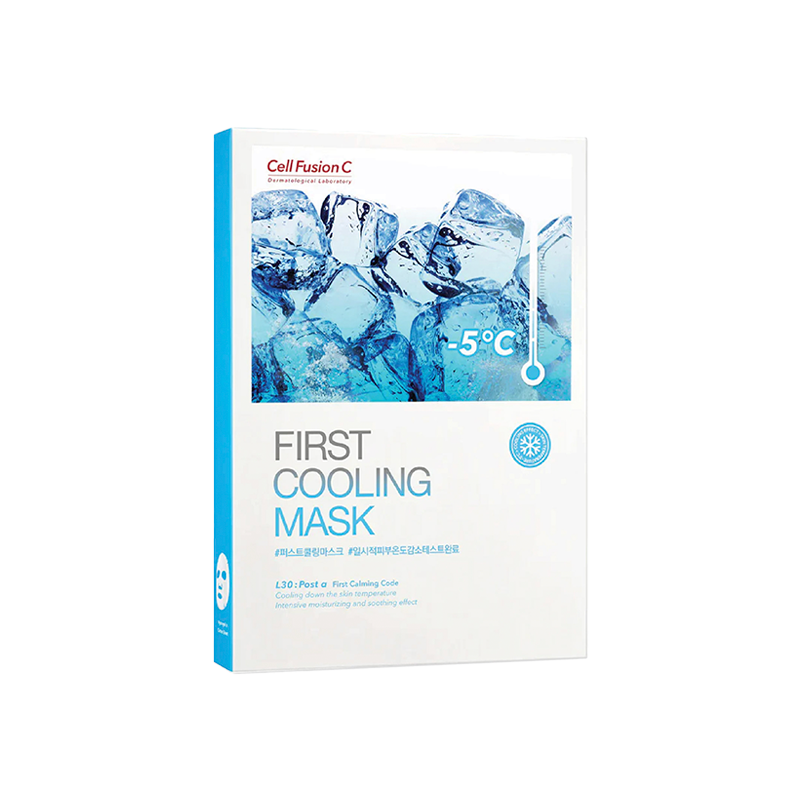 Cell Fusion C
Dermatological Laboratory
-5°C
FIRST
COOLING
MASK
#퍼스트쿨링마스크 #일시적피부온도감소테스트완료
L30 : Post α First Calming Code
Cooling down the skin temperature
Intensive moisturizing and soothing effect